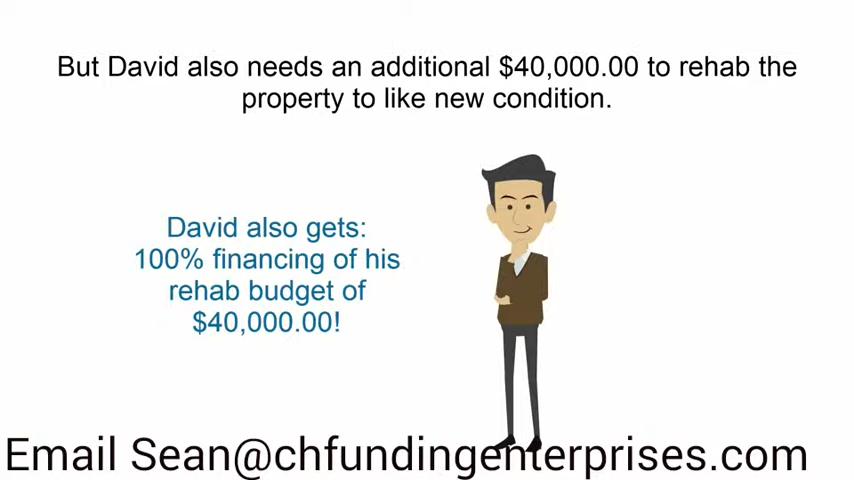 But David also needs an additional $40,000.00 to rehab the
property to like new condition.
David also gets:
100% financing of his
rehab budget of
$40,000.00!
Email Sean@chfundingenterprises.com